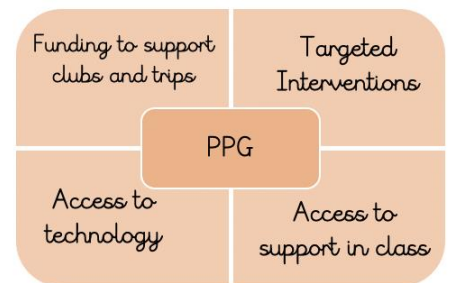 Funding to support
clubs and trips
Targeted
Interventions
PPG
Access to
technology
Access to
support in class